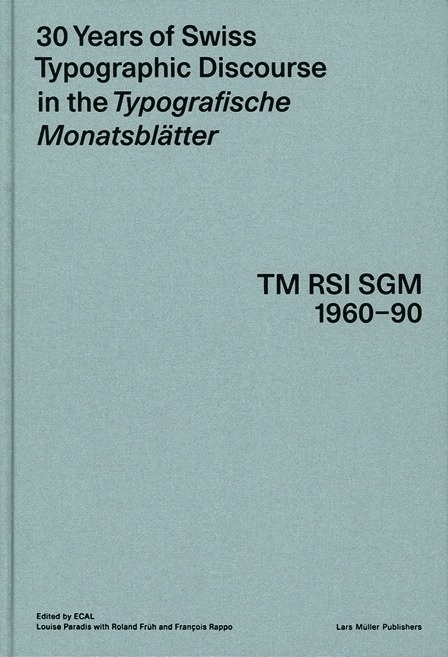 30 Years of Swiss
Typographic Discourse
in the Typografische
Monatsblätter
TM RSI SGM
1960–90
Edited by ECAL
Louise Paradis with Roland Früh and François Rappo
Lars Müller Publishers